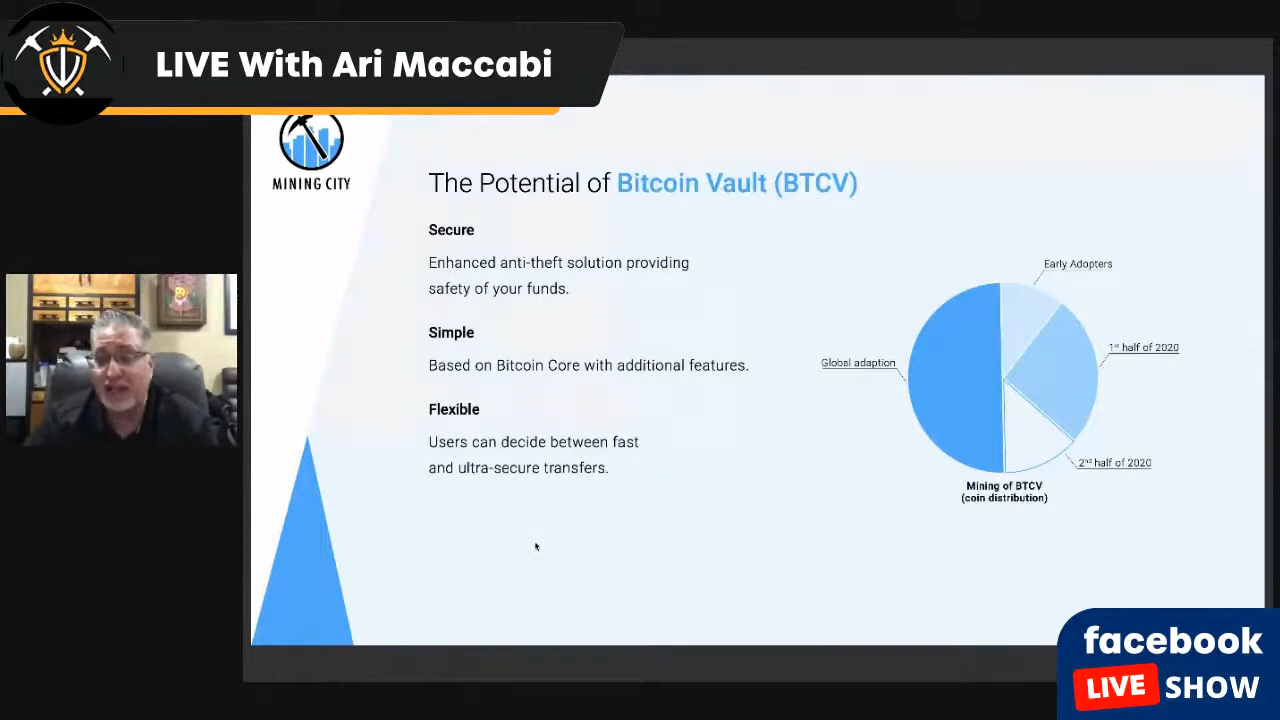 LIVE With Ari Maccabi
MINING CITY
The Potential of Bitcoin Vault (BTCV)
Secure
Enhanced anti-theft solution providing
safety of your funds.
Simple
Based on Bitcoin Core with additional features.
Flexible
Users can decide between fast
and ultra-secure transfers.
Early Adopters
1st half of 2020
Global adaption
2nd half of 2020
Mining of BTCV
(coin distribution)
facebook
LIVE SHOW